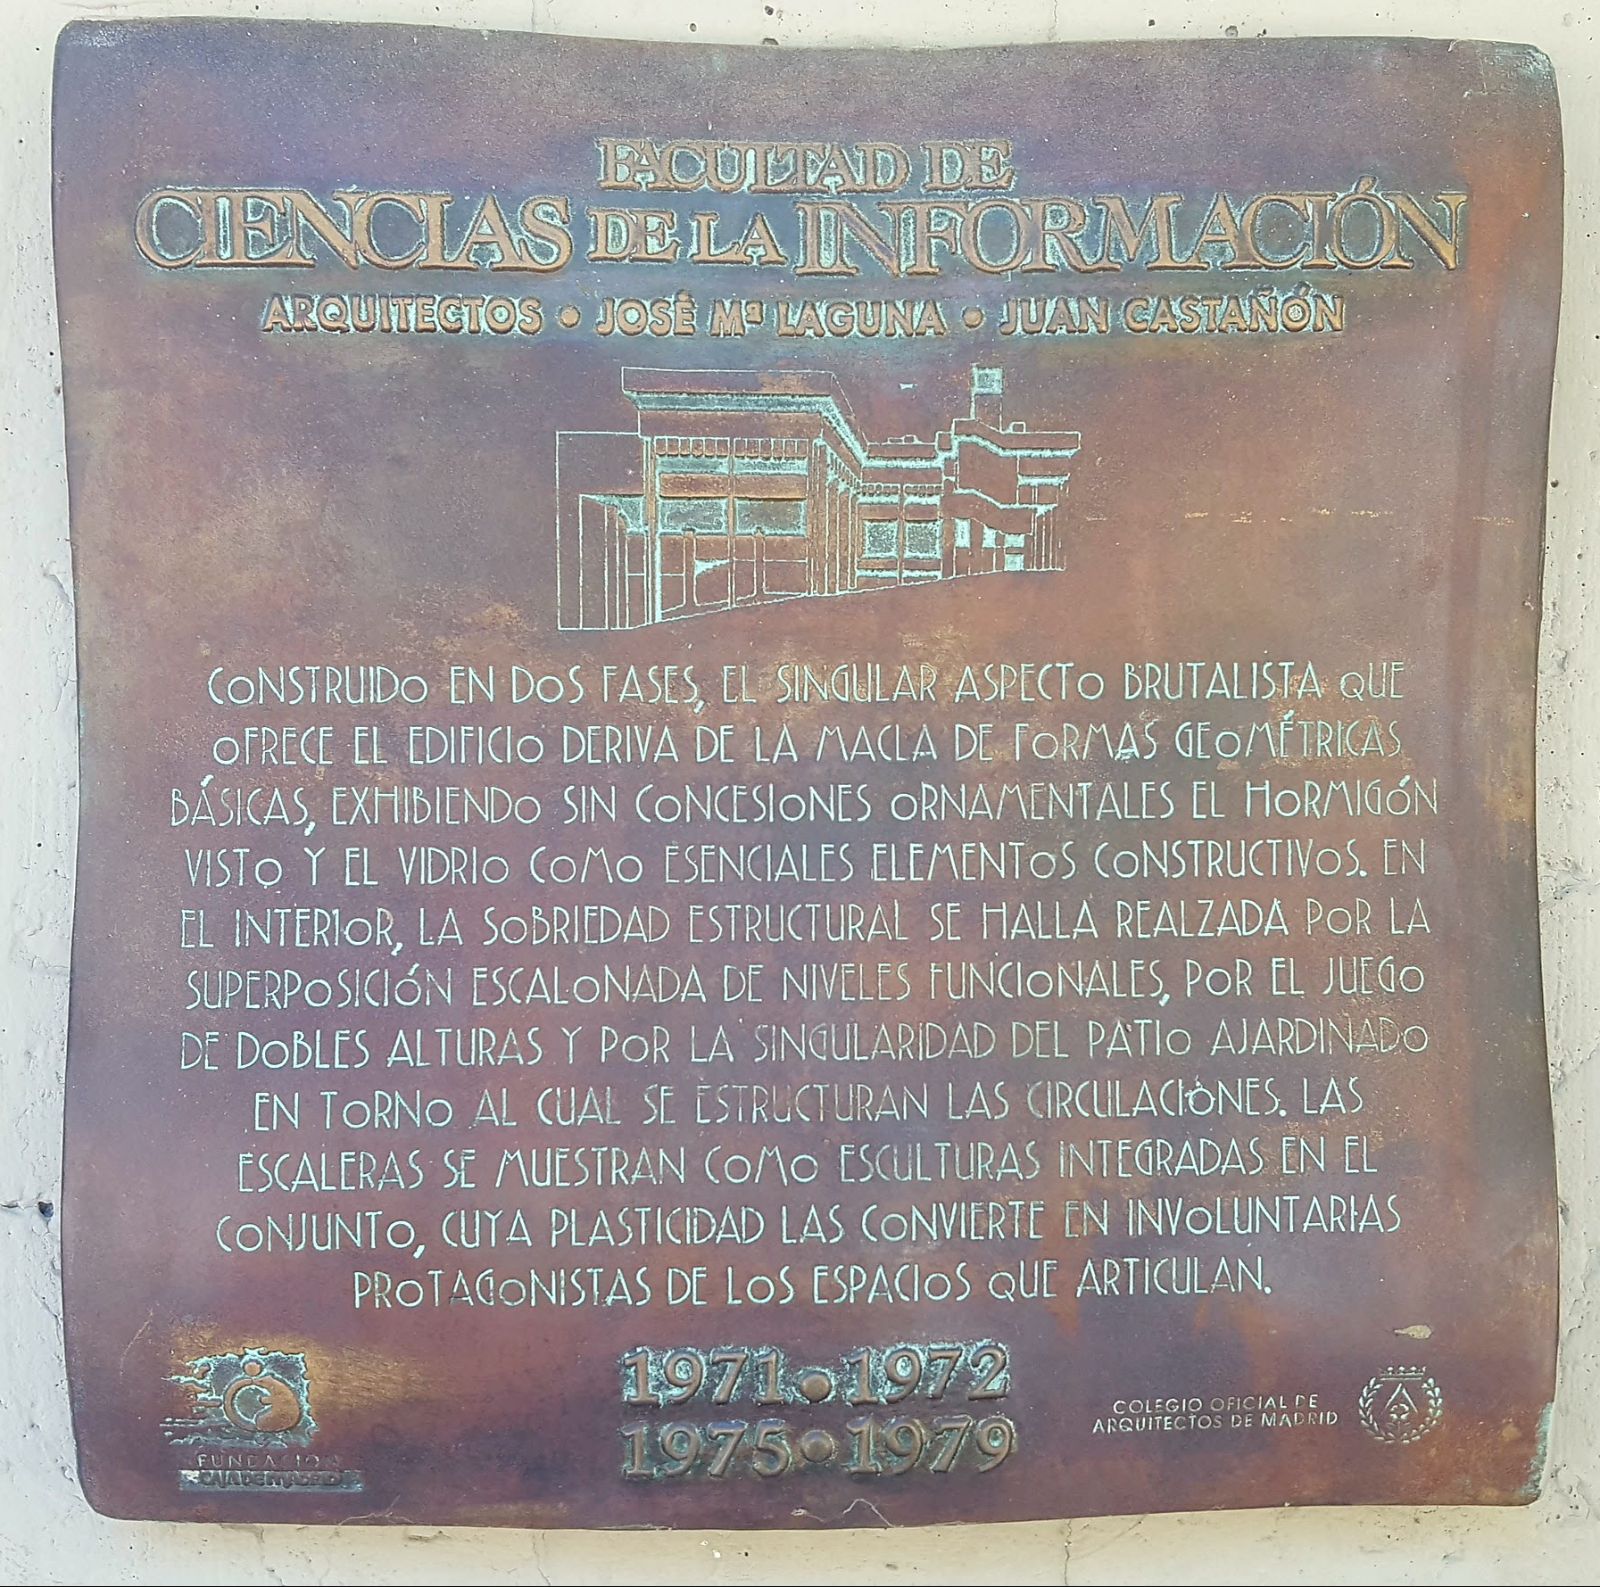 FACULTAD DE
CIENCIAS DE LA INFORMACIÓN
ARQUITECTOS • JOSÉ Mª LAGUNA • JUAN CASTAÑÓN
CONSTRUIDO EN DOS FASES, EL SINGULAR ASPECTO BRUTALISTA QUE
OFRECE EL EDIFICIO DERIVA DE LA MACLA DE FORMAS GEOMÉTRICAS
BÁSICAS, EXHIBIENDO SIN CONCESIONES ORNAMENTALES EL HORMIGÓN
VISTO Y EL VIDRIO COMO ESENCIALES ELEMENTOS CONSTRUCTIVOS. EN
EL INTERIOR, LA SOBRIEDAD ESTRUCTURAL SE HALLA REALZADA POR LA
SUPERPOSICIÓN ESCALONADA DE NIVELES FUNCIONALES, POR EL JUEGO
DE DOBLES ALTURAS Y POR LA SINGULARIDAD DEL PATIO AJARDINADO
EN TORNO AL CUAL SE ESTRUCTURAN LAS CIRCULACIONES. LAS
ESCALERAS SE MUESTRAN COMO ESCULTURAS INTEGRADAS EN EL
CONJUNTO, CUYA PLASTICIDAD LAS CONVIERTE EN INVOLUNTARIAS
PROTAGONISTAS DE LOS ESPACIOS QUE ARTICULAN.
1971 • 1972
1975 • 1979
FUNDACION
CAJA DE MADRID
COLEGIO OFICIAL DE
ARQUITECTOS DE MADRID